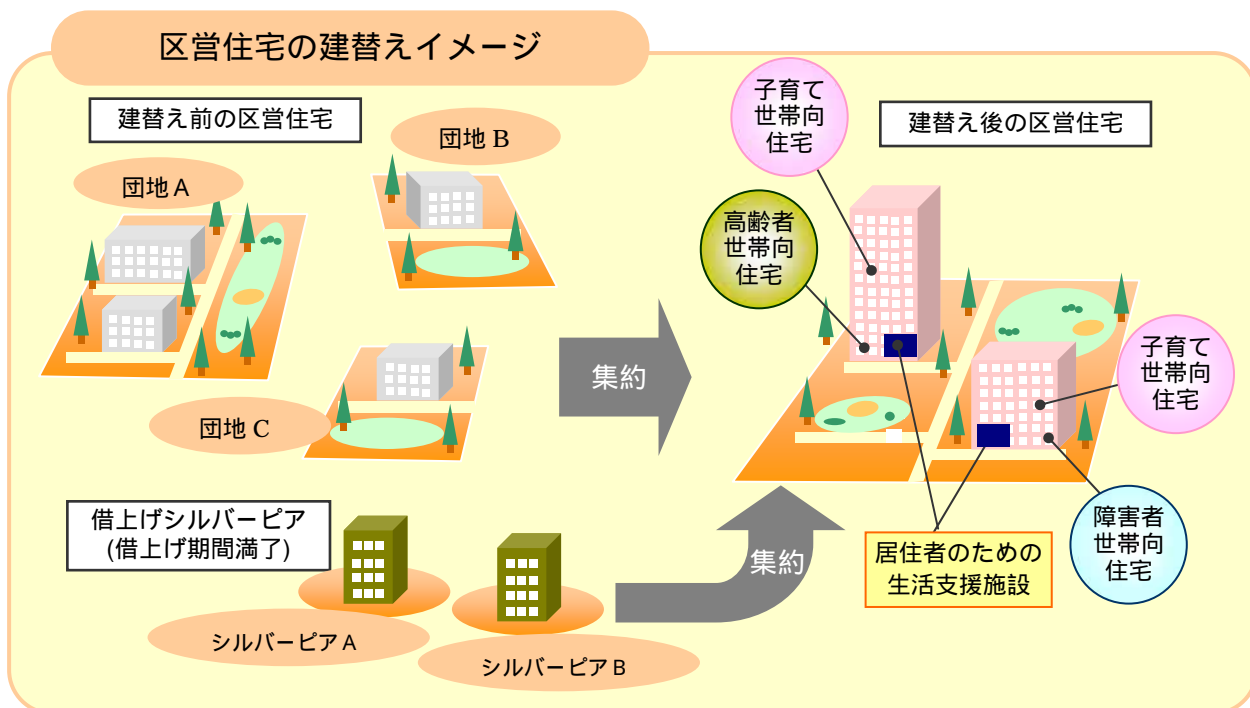 区営住宅の建替えイメージ
建替え前の区営住宅
団地 A
団地 B
団地 C
集約
借上げシルバーピア
(借上げ期間満了)
シルバーピア A
シルバーピア B
集約
建替え後の区営住宅
子育て
世帯向
住宅
高齢者
世帯向
住宅
子育て
世帯向
住宅
障害者
世帯向
住宅
居住者のための
生活支援施設